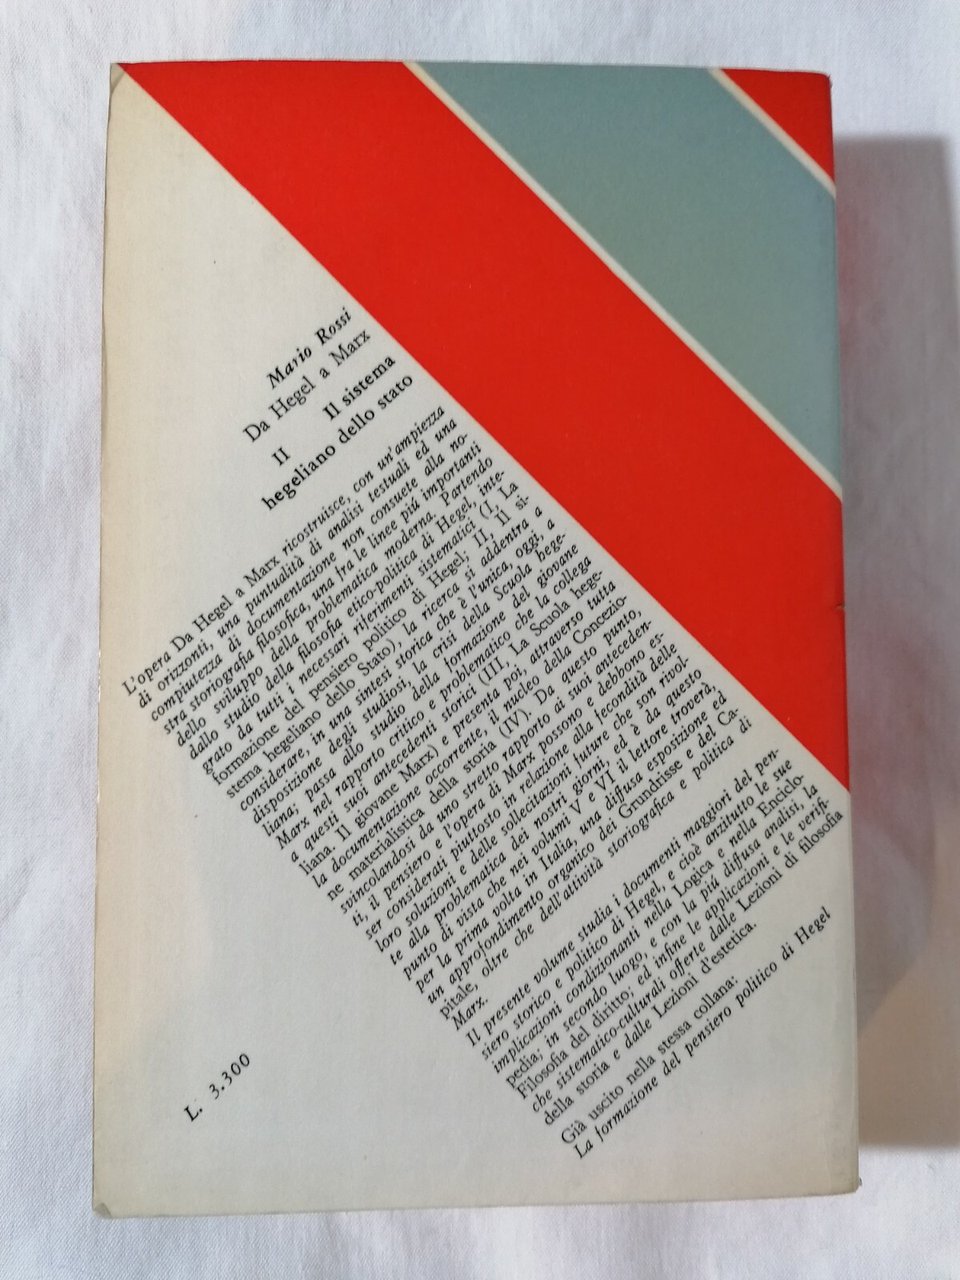 Mario Rossi
Da Hegel a Marx
II Il sistema
hegeliano dello stato
L'opera Da Hegel a Marx ricostruisce, con un'ampiezza
di orizzonti, una puntualità di analisi testuali ed una
compiutezza di documentazione non consuete alla no-
stra storiografia filosofica, una fra le linee piú importanti
dello sviluppo della problematica moderna. Partendo
dallo studio della filosofia etico-politica di Hegel, inte-
grato da tutti i necessari riferimenti sistematici (I, La
formazione del pensiero politico di Hegel; II, Il si-
stema hegeliano dello Stato), la ricerca si addentra a
considerare, in una sintesi storica che è l'unica, oggi, a
disposizione degli studiosi, la crisi della Scuola hege-
liana; passa allo studio della formazione del giovane
Marx nel rapporto critico e problematico che la collega
a questi suoi antecedenti storici (III, La Scuola hege-
liana. Il giovane Marx) e presenta poi, attraverso tutta
la documentazione occorrente, il nucleo della Concezio-
ne materialistica della storia (IV). Da questo punto,
svincolandosi da uno stretto rapporto ai suoi anteceden-
ti, il pensiero e l'opera di Marx possono e debbono es-
ser considerati piuttosto in relazione alla fecondità delle
loro soluzioni e delle sollecitazioni future che son rivol-
te alla problematica dei nostri giorni, ed è da questo
punto di vista che nei volumi V e VI il lettore troverà,
per la prima volta in Italia, una diffusa esposizione ed
un approfondimento organico dei Grundrisse e del Ca-
pitale, oltre che dell'attività storiografica e politica di
Marx.
Il presente volume studia i documenti maggiori del pen-
siero storico e politico di Hegel, e cioè anzitutto le sue
implicazioni condizionanti nella Logica e nella Enciclo-
pedia; in secondo luogo, e con la piú diffusa analisi, la
Filosofia del diritto; ed infine le applicazioni e le verifi-
che sistematico-culturali offerte dalle Lezioni di filosofia
della storia e dalle Lezioni d'estetica.
Già uscito nella stessa collana:
La formazione del pensiero politico di Hegel
L. 3.300